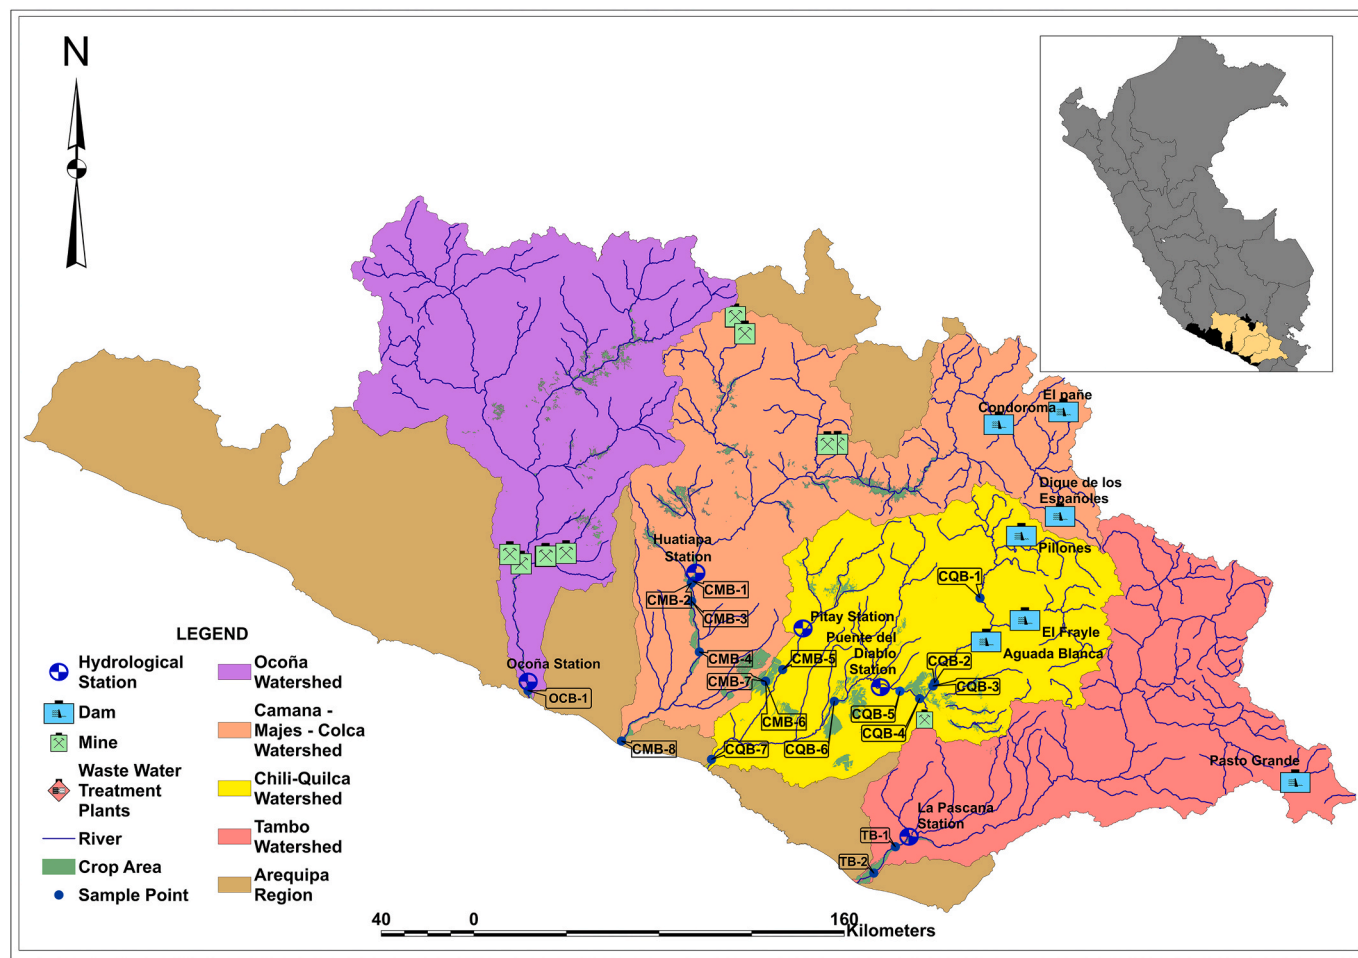 N
El pañe
Condoroma
Dique de los
Españoles
Pillones
Huatiapa
Station
CQB-1
CMB-1
CMB-2
CMB-3
Pitay Station
El Frayle
Puente del
Diablo
Station
Aguada Blanca
CMB-4
CMB-5
CQB-2
CMB-7
CQB-3
Ocoña Station
OCB-1
CMB-6
CQB-5
CQB-4
CMB-8
CQB-7
CQB-6
Pasto Grande
La Pascana
Station
TB-1
TB-2
LEGEND
Hydrological
Station
Dam
Mine
Waste Water
Treatment
Plants
River
Crop Area
Sample Point
Ocoña
Watershed
Camana -
Majes - Colca
Watershed
Chili-Quilca
Watershed
Tambo
Watershed
Arequipa
Region
40 0 160
Kilometers